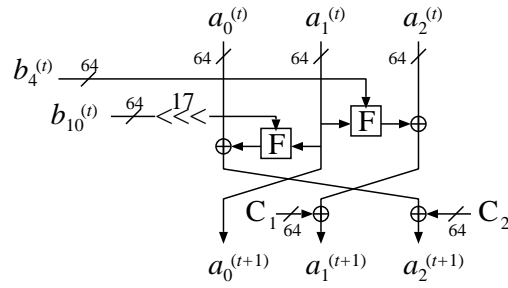 a₀⁽ᵗ⁾ a₁⁽ᵗ⁾ a₂⁽ᵗ⁾
64 64 64
b₄⁽ᵗ⁾ 64
b₁₀⁽ᵗ⁾ 64 <<< 17
F F
C₁ 64 64 C₂
a₀⁽ᵗ⁺¹⁾ a₁⁽ᵗ⁺¹⁾ a₂⁽ᵗ⁺¹⁾